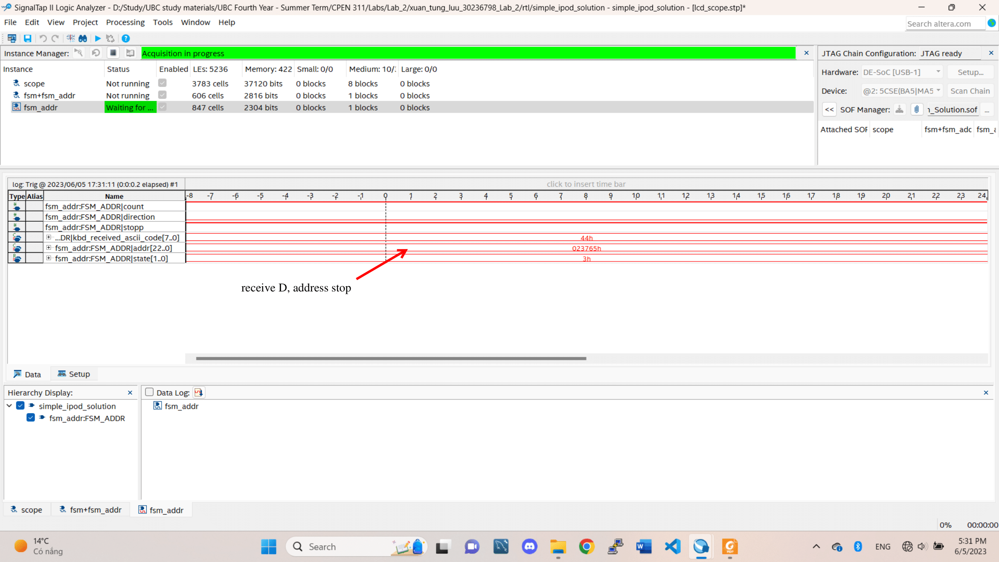 SignalTap II Logic Analyzer - D:/Study/UBC study materials/UBC Fourth Year - Summer Term/CPEN 311/Labs/Lab_2/xuan_tung_luu_30236798_Lab_2/rtl/simple_ipod_solution - simple_ipod_solution - [lcd_scope.stp]*
File Edit View Project Processing Tools Window Help
Search altera.com
Instance Manager: Acquisition in progress
JTAG Chain Configuration: JTAG ready
Instance Status Enabled LEs: 5236 Memory: 422 Small: 0/0 Medium: 10/ Large: 0/0
scope Not running 3783 cells 37120 bits 0 blocks 8 blocks 0 blocks
fsm+fsm_addr Not running 606 cells 2816 bits 0 blocks 1 blocks 0 blocks
fsm_addr Waiting for ... 847 cells 2304 bits 0 blocks 1 blocks 0 blocks
Hardware: DE-SoC [USB-1] Setup...
Device: @2: 5CSE(BA5|MA5 Scan Chain
<< SOF Manager: _Solution.sof ...
Attached SOF scope fsm+fsm_adc fsm_
log: Trig @ 2023/06/05 17:31:11 (0:0:0.2 elapsed) #1
click to insert time bar
Type Alias Name
-8 -7 -6 -5 -4 -3 -2 -1 0 1 2 3 4 5 6 7 8 9 10 11 12 13 14 15 16 17 18 19 20 21 22 23 24
fsm_addr:FSM_ADDR|count
fsm_addr:FSM_ADDR|direction
fsm_addr:FSM_ADDR|stopp
...DR|kbd_received_ascii_code[7..0] 44h
fsm_addr:FSM_ADDR|addr[22..0] 023765h
fsm_addr:FSM_ADDR|state[1..0] 3h
receive D, address stop
Data Setup
Hierarchy Display:
simple_ipod_solution
fsm_addr:FSM_ADDR
Data Log:
fsm_addr
scope fsm+fsm_addr fsm_addr
0% 00:00:00
14°C
Có nắng
Search
ENG
5:31 PM
6/5/2023